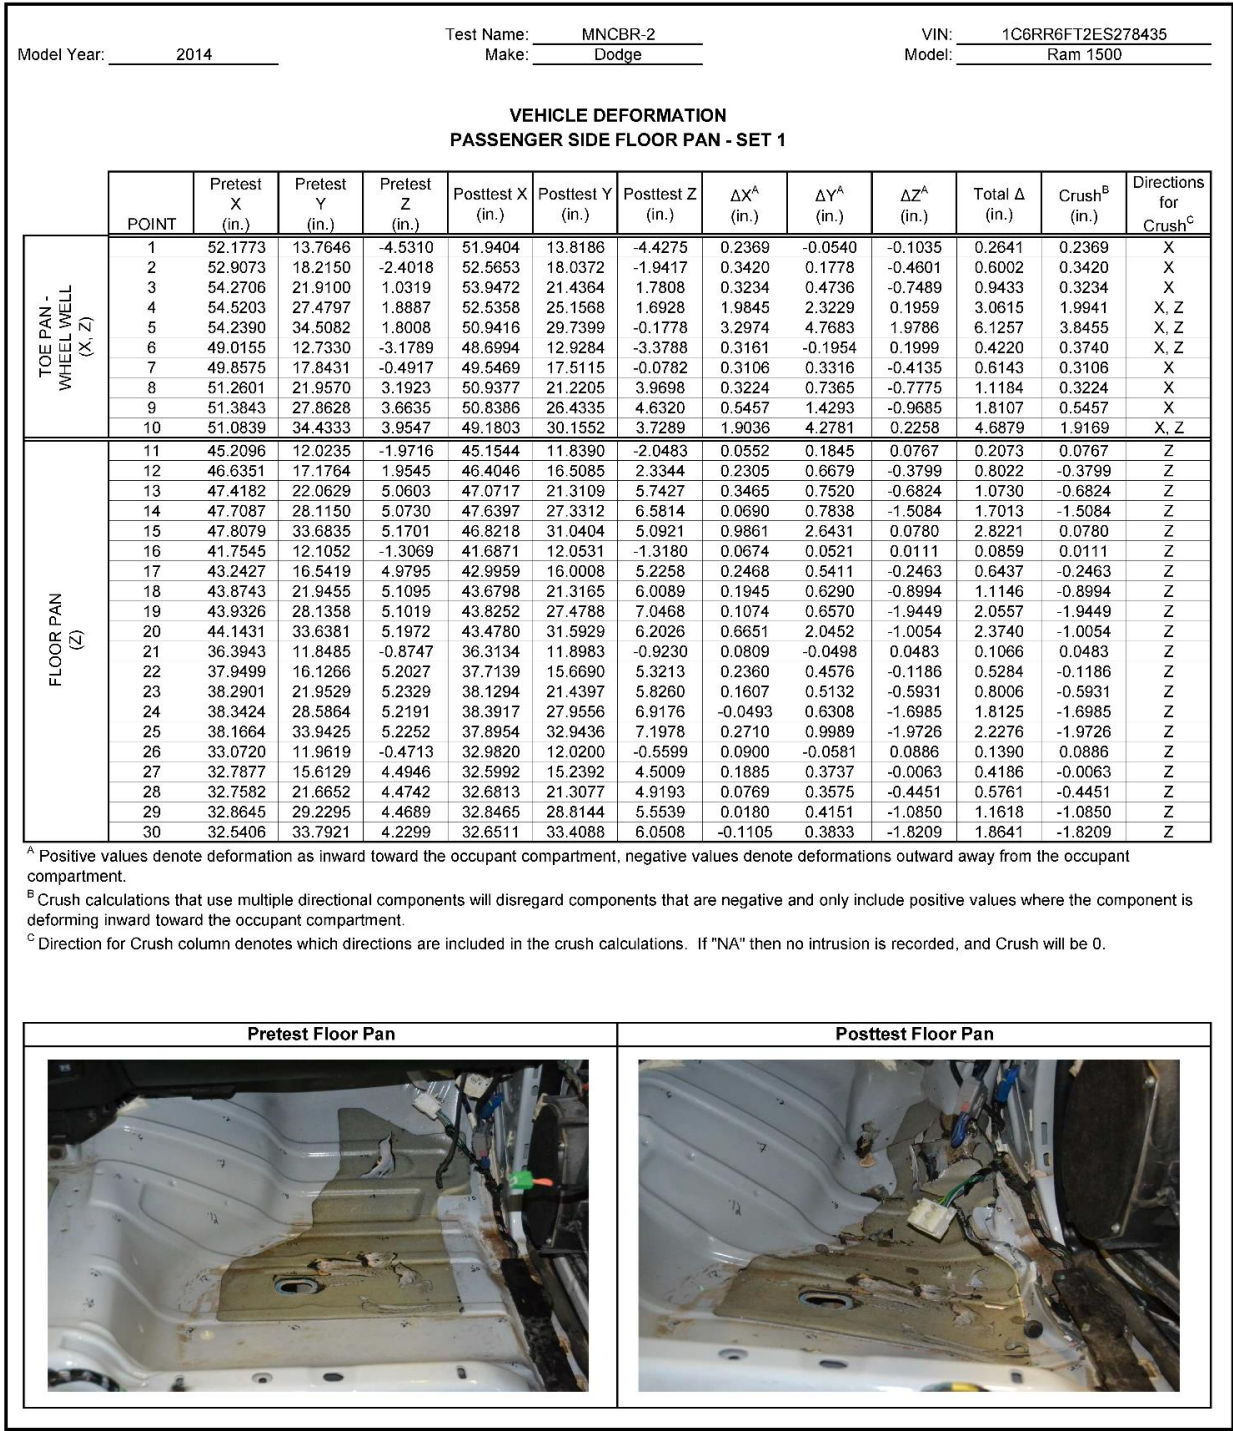 Test Name: MNCBR-2 VIN: 1C6RR6FT2ES278435
Model Year: 2014 Make: Dodge Model: Ram 1500
VEHICLE DEFORMATION
PASSENGER SIDE FLOOR PAN - SET 1
POINT Pretest X (in.) Pretest Y (in.) Pretest Z (in.) Posttest X (in.) Posttest Y (in.) Posttest Z (in.) ΔXᴬ (in.) ΔYᴬ (in.) ΔZᴬ (in.) Total Δ (in.) Crushᴮ (in.) Directions for Crushᶜ
TOE PAN - WHEEL WELL (X, Z)
1 52.1773 13.7646 -4.5310 51.9404 13.8186 -4.4275 0.2369 -0.0540 -0.1035 0.2641 0.2369 X
2 52.9073 18.2150 -2.4018 52.5653 18.0372 -1.9417 0.3420 0.1778 -0.4601 0.6002 0.3420 X
3 54.2706 21.9100 1.0319 53.9472 21.4364 1.7808 0.3234 0.4736 -0.7489 0.9433 0.3234 X
4 54.5203 27.4797 1.8887 52.5358 25.1568 1.6928 1.9845 2.3229 0.1959 3.0615 1.9941 X, Z
5 54.2390 34.5082 1.8008 50.9416 29.7399 -0.1778 3.2974 4.7683 1.9786 6.1257 3.8455 X, Z
6 49.0155 12.7330 -3.1789 48.6994 12.9284 -3.3788 0.3161 -0.1954 0.1999 0.4220 0.3740 X, Z
7 49.8575 17.8431 -0.4917 49.5469 17.5115 -0.0782 0.3106 0.3316 -0.4135 0.6143 0.3106 X
8 51.2601 21.9570 3.1923 50.9377 21.2205 3.9698 0.3224 0.7365 -0.7775 1.1184 0.3224 X
9 51.3843 27.8628 3.6635 50.8386 26.4335 4.6320 0.5457 1.4293 -0.9685 1.8107 0.5457 X
10 51.0839 34.4333 3.9547 49.1803 30.1552 3.7289 1.9036 4.2781 0.2258 4.6879 1.9169 X, Z
FLOOR PAN (Z)
11 45.2096 12.0235 -1.9716 45.1544 11.8390 -2.0483 0.0552 0.1845 0.0767 0.2073 0.0767 Z
12 46.6351 17.1764 1.9545 46.4046 16.5085 2.3344 0.2305 0.6679 -0.3799 0.8022 -0.3799 Z
13 47.4182 22.0629 5.0603 47.0717 21.3109 5.7427 0.3465 0.7520 -0.6824 1.0730 -0.6824 Z
14 47.7087 28.1150 5.0730 47.6397 27.3312 6.5814 0.0690 0.7838 -1.5084 1.7013 -1.5084 Z
15 47.8079 33.6835 5.1701 46.8218 31.0404 5.0921 0.9861 2.6431 0.0780 2.8221 0.0780 Z
16 41.7545 12.1052 -1.3069 41.6871 12.0531 -1.3180 0.0674 0.0521 0.0111 0.0859 0.0111 Z
17 43.2427 16.5419 4.9795 42.9959 16.0008 5.2258 0.2468 0.5411 -0.2463 0.6437 -0.2463 Z
18 43.8743 21.9455 5.1095 43.6798 21.3165 6.0089 0.1945 0.6290 -0.8994 1.1146 -0.8994 Z
19 43.9326 28.1358 5.1019 43.8252 27.4788 7.0468 0.1074 0.6570 -1.9449 2.0557 -1.9449 Z
20 44.1431 33.6381 5.1972 43.4780 31.5929 6.2026 0.6651 2.0452 -1.0054 2.3740 -1.0054 Z
21 36.3943 11.8485 -0.8747 36.3134 11.8983 -0.9230 0.0809 -0.0498 0.0483 0.1066 0.0483 Z
22 37.9499 16.1266 5.2027 37.7139 15.6690 5.3213 0.2360 0.4576 -0.1186 0.5284 -0.1186 Z
23 38.2901 21.9529 5.2329 38.1294 21.4397 5.8260 0.1607 0.5132 -0.5931 0.8006 -0.5931 Z
24 38.3424 28.5864 5.2191 38.3917 27.9556 6.9176 -0.0493 0.6308 -1.6985 1.8125 -1.6985 Z
25 38.1664 33.9425 5.2252 37.8954 32.9436 7.1978 0.2710 0.9989 -1.9726 2.2276 -1.9726 Z
26 33.0720 11.9619 -0.4713 32.9820 12.0200 -0.5599 0.0900 -0.0581 0.0886 0.1390 0.0886 Z
27 32.7877 15.6129 4.4946 32.5992 15.2392 4.5009 0.1885 0.3737 -0.0063 0.4186 -0.0063 Z
28 32.7582 21.6652 4.4742 32.6813 21.3077 4.9193 0.0769 0.3575 -0.4451 0.5761 -0.4451 Z
29 32.8645 29.2295 4.4689 32.8465 28.8144 5.5539 0.0180 0.4151 -1.0850 1.1618 -1.0850 Z
30 32.5406 33.7921 4.2299 32.6511 33.4088 6.0508 -0.1105 0.3833 -1.8209 1.8641 -1.8209 Z
ᴬ Positive values denote deformation as inward toward the occupant compartment, negative values denote deformations outward away from the occupant
compartment.
ᴮ Crush calculations that use multiple directional components will disregard components that are negative and only include positive values where the component is
deforming inward toward the occupant compartment.
ᶜ Direction for Crush column denotes which directions are included in the crush calculations. If "NA" then no intrusion is recorded, and Crush will be 0.
Pretest Floor Pan Posttest Floor Pan